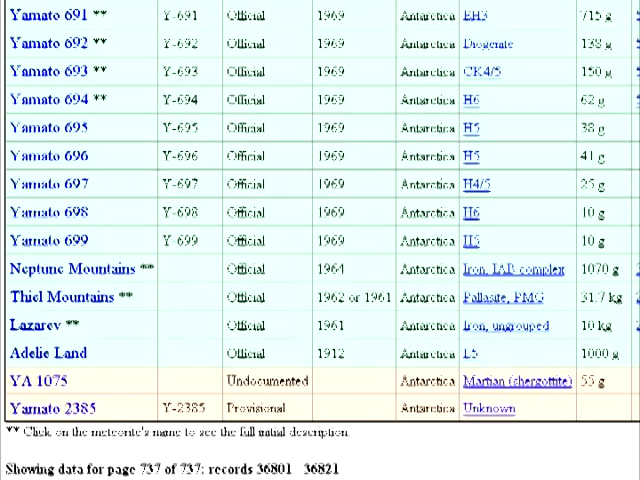 Yamato 691 ** Y-691 Official 1969 Antarctica EH3 715 g
Yamato 692 ** Y-692 Official 1969 Antarctica Diogenite 138 g
Yamato 693 ** Y-693 Official 1969 Antarctica CK4/5 150 g
Yamato 694 ** Y-694 Official 1969 Antarctica H6 62 g
Yamato 695 Y-695 Official 1969 Antarctica H5 38 g
Yamato 696 Y-696 Official 1969 Antarctica H5 41 g
Yamato 697 Y-697 Official 1969 Antarctica H4/5 25 g
Yamato 698 Y-698 Official 1969 Antarctica H6 10 g
Yamato 699 Y-699 Official 1969 Antarctica H5 10 g
Neptune Mountains ** Official 1964 Antarctica Iron, IAB complex 1070 g
Thiel Mountains ** Official 1962 or 1961 Antarctica Pallasite, PMG 31.7 kg
Lazarev ** Official 1961 Antarctica Iron, ungrouped 10 kg
Adelie Land Official 1912 Antarctica L5 1000 g
YA 1075 Undocumented Antarctica Martian (shergottite) 55 g
Yamato 2385 Y-2385 Provisional Antarctica Unknown
** Click on the meteorite's name to see the full initial description.
Showing data for page 737 of 737: records 36801 36821